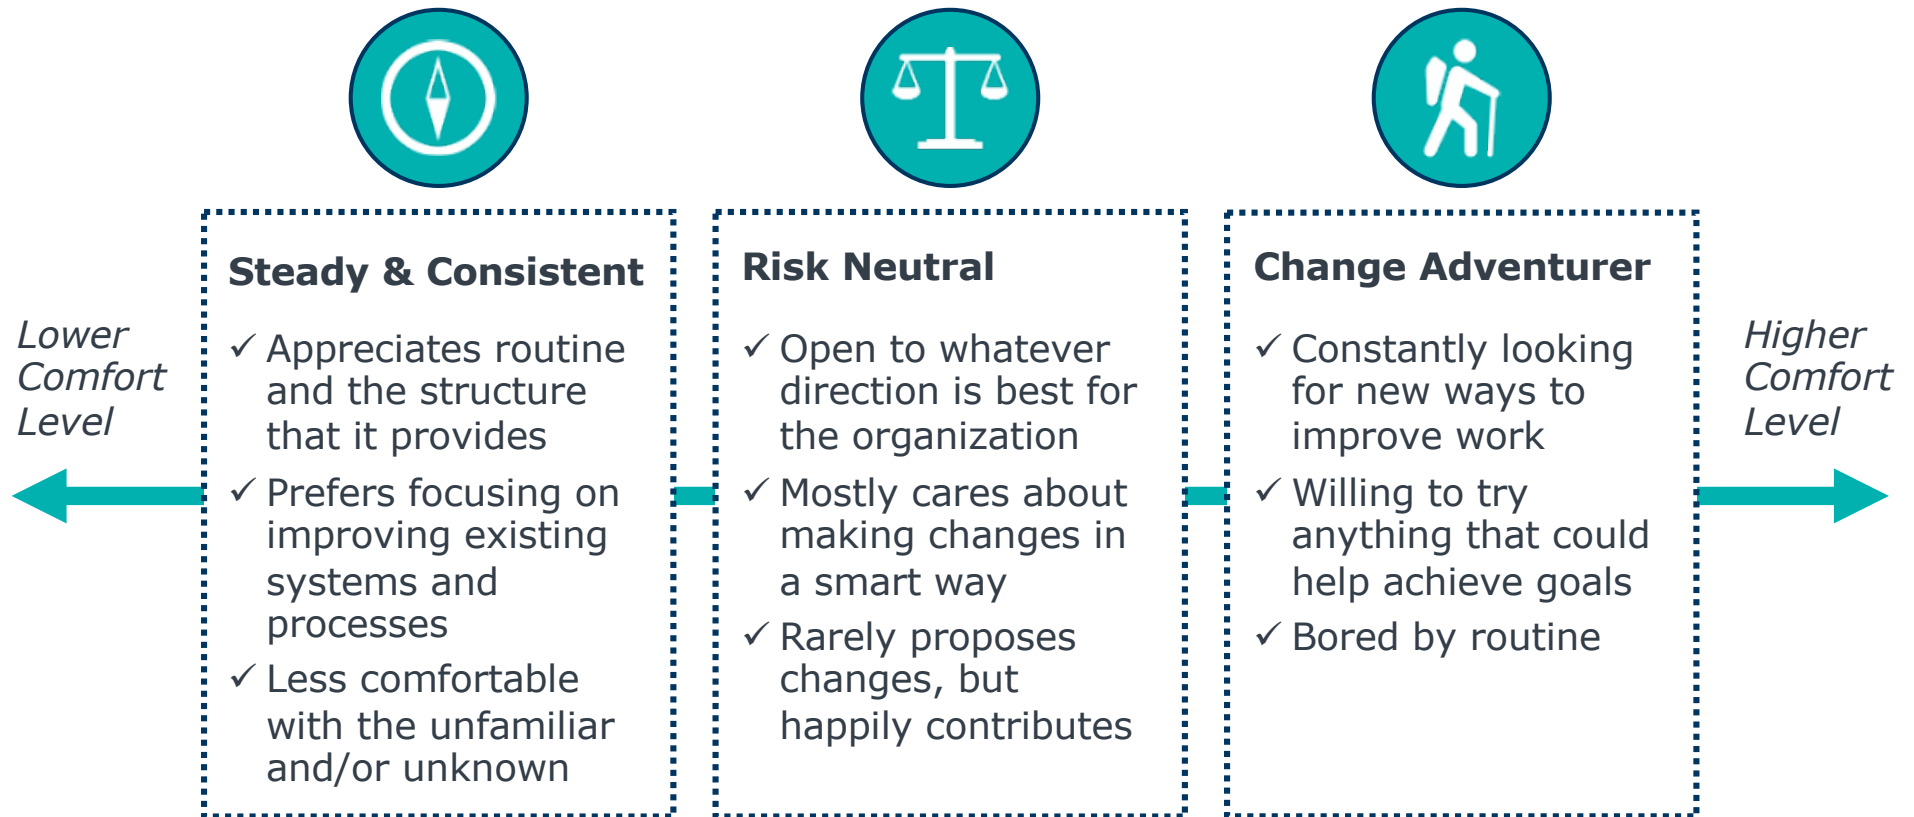 Lower
Comfort
Level
Steady & Consistent
✓ Appreciates routine
and the structure
that it provides
✓ Prefers focusing on
improving existing
systems and
processes
✓ Less comfortable
with the unfamiliar
and/or unknown
Risk Neutral
✓ Open to whatever
direction is best for
the organization
✓ Mostly cares about
making changes in
a smart way
✓ Rarely proposes
changes, but
happily contributes
Change Adventurer
✓ Constantly looking
for new ways to
improve work
✓ Willing to try
anything that could
help achieve goals
✓ Bored by routine
Higher
Comfort
Level